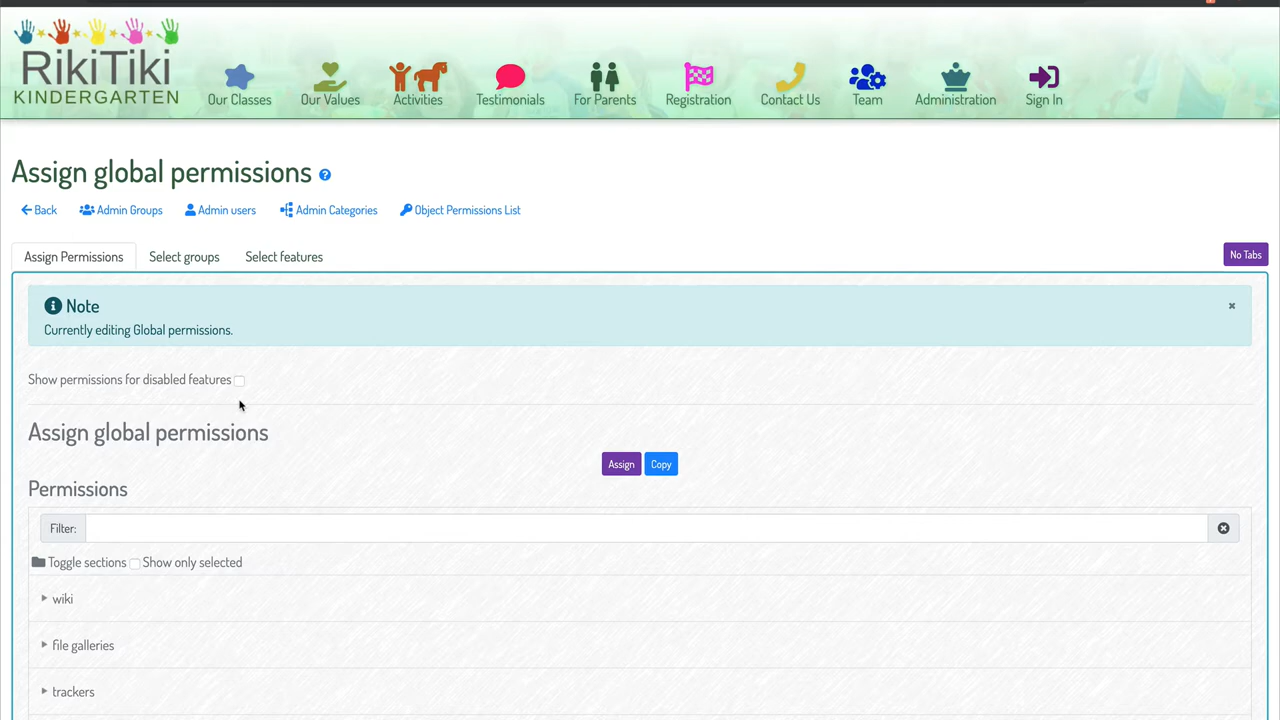 RikiTiki
KINDERGARTEN
Our Classes
Our Values
Activities
Testimonials
For Parents
Registration
Contact Us
Team
Administration
Sign In
Assign global permissions ?
Back
Admin Groups
Admin users
Admin Categories
Object Permissions List
Assign Permissions
Select groups
Select features
No Tabs
Note
Currently editing Global permissions.
Show permissions for disabled features
Assign global permissions
Assign
Copy
Permissions
Filter:
Toggle sections
Show only selected
wiki
file galleries
trackers